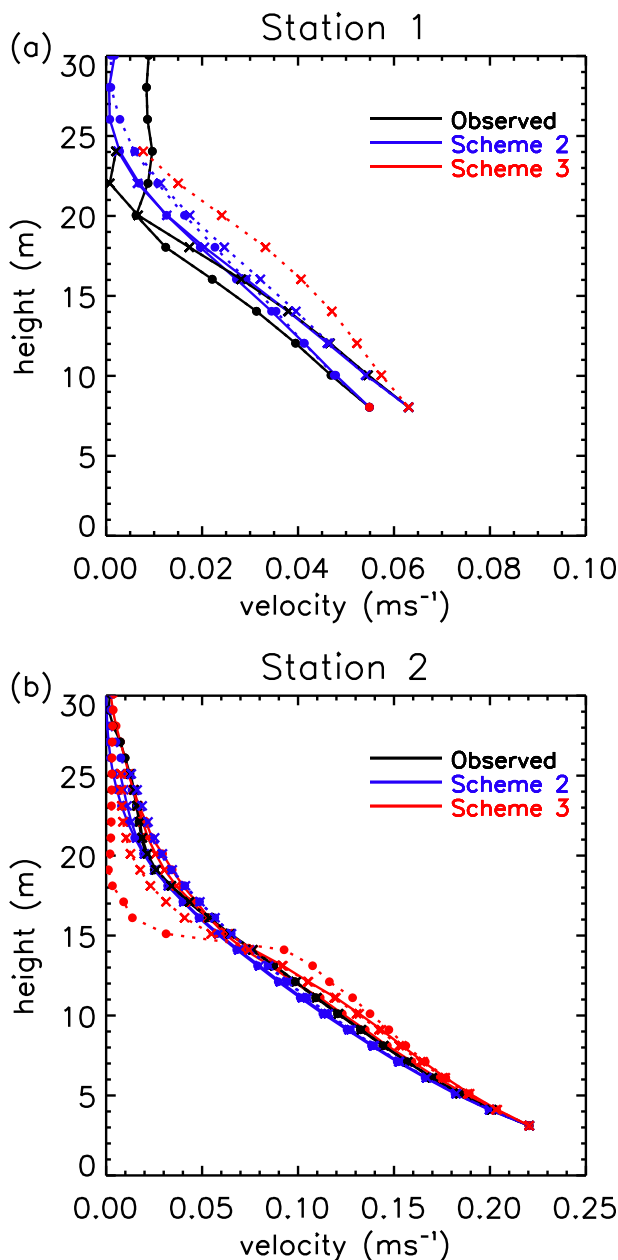 (a)
Station 1
30
25
20
15
10
5
0
height (m)
Observed
Scheme 2
Scheme 3
0.00 0.02 0.04 0.06 0.08 0.10
velocity (ms⁻¹)
(b)
Station 2
30
25
20
15
10
5
0
height (m)
Observed
Scheme 2
Scheme 3
0.00 0.05 0.10 0.15 0.20 0.25
velocity (ms⁻¹)